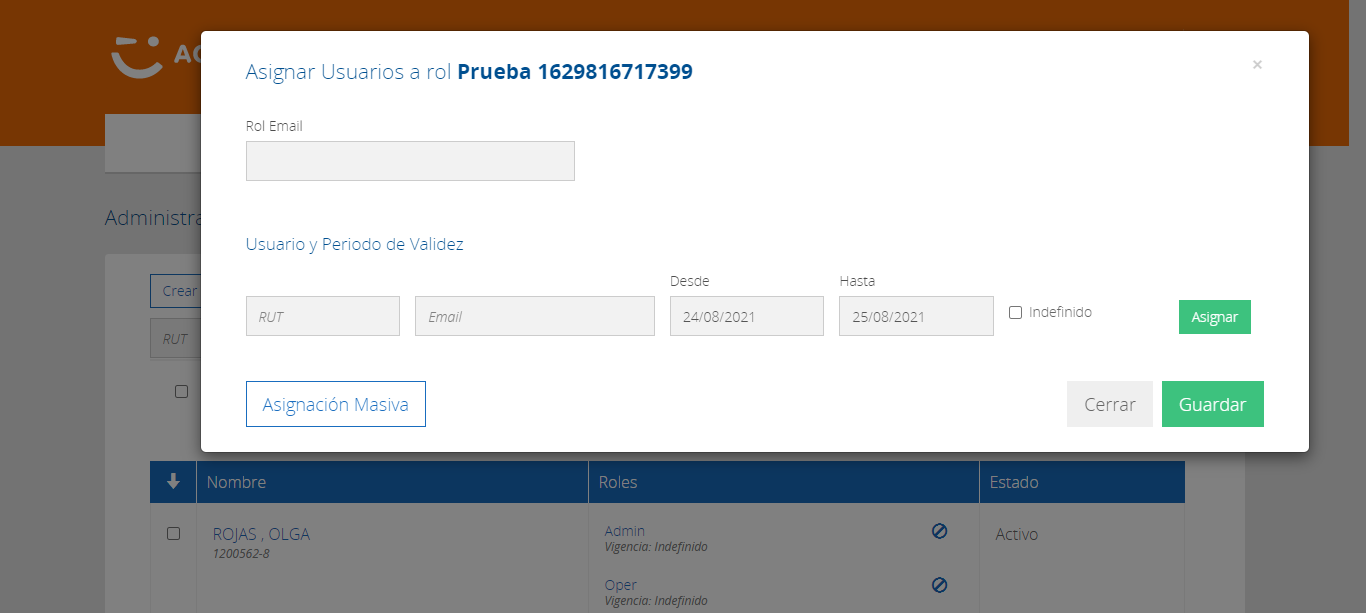 Asignar Usuarios a rol Prueba 1629816717399
×
Rol Email
Usuario y Periodo de Validez
Desde
Hasta
RUT
Email
24/08/2021
25/08/2021
Indefinido
Asignar
Asignación Masiva
Cerrar
Guardar
Crear
RUT
Nombre
Roles
Estado
ROJAS , OLGA
1200562-8
Admin
Vigencia: Indefinido
Activo
Oper
Vigencia: Indefinido